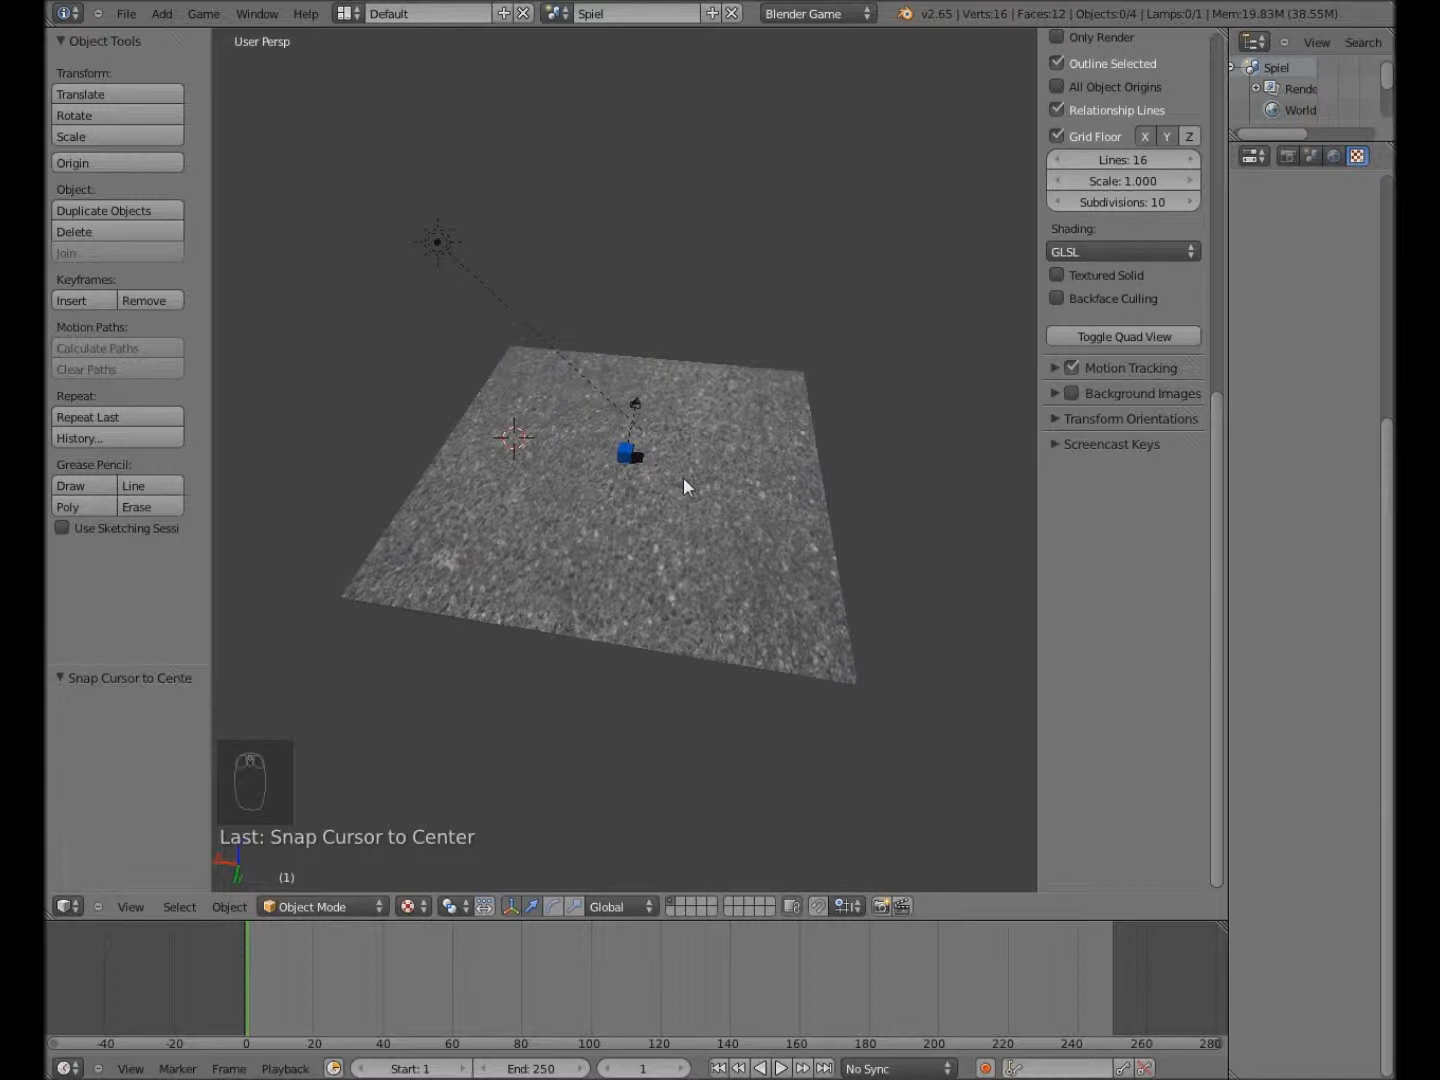 File Add Game Window Help Default Spiel Blender Game v2.65 | Verts:16 | Faces:12 | Objects:0/4 | Lamps:0/1 | Mem:19.83M (38.55M)
Object Tools
Transform:
Translate
Rotate
Scale
Origin
Object:
Duplicate Objects
Delete
Join
Keyframes:
Insert Remove
Motion Paths:
Calculate Paths
Clear Paths
Repeat:
Repeat Last
History...
Grease Pencil:
Draw Line
Poly Erase
Use Sketching Sessi
Snap Cursor to Cente
User Persp
Last: Snap Cursor to Center
(1)
Only Render
Outline Selected
All Object Origins
Relationship Lines
Grid Floor X Y Z
Lines: 16
Scale: 1.000
Subdivisions: 10
Shading:
GLSL
Textured Solid
Backface Culling
Toggle Quad View
Motion Tracking
Background Images
Transform Orientations
Screencast Keys
View Search
Spiel
Rende
World
View Select Object Object Mode Global
-40 -20 0 20 40 60 80 100 120 140 160 180 200 220 240 260 280
View Marker Frame Playback Start: 1 End: 250 1 No Sync